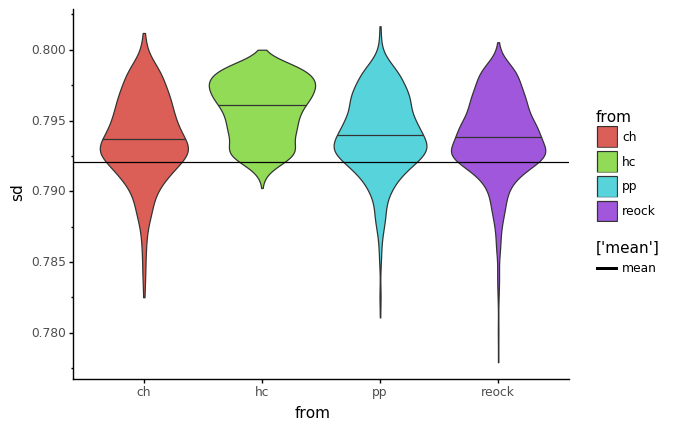 0.800
0.795
0.790
0.785
0.780
sd
ch
hc
pp
reock
from
from
ch
hc
pp
reock
['mean']
mean